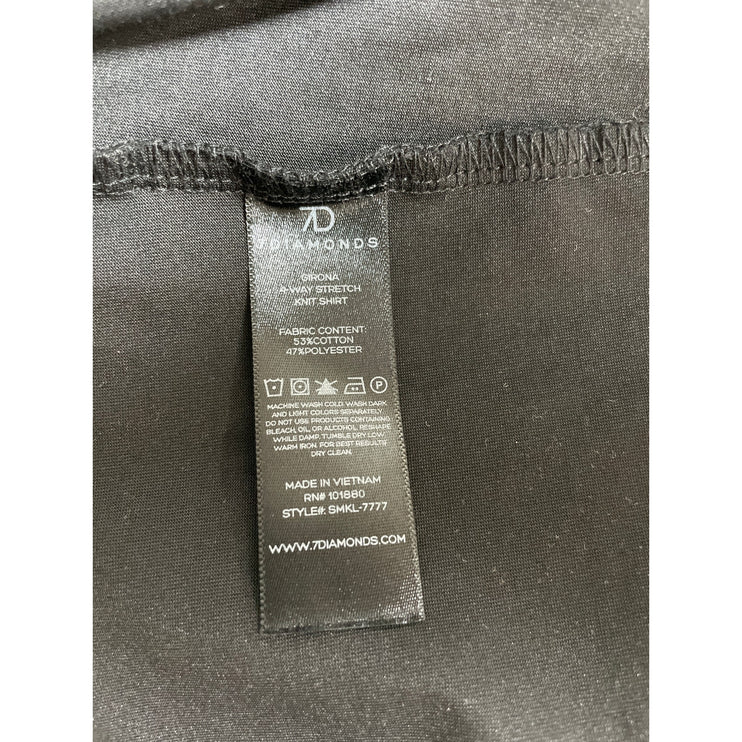 7D
7DIAMONDS
GIRONA
4-WAY STRETCH
KNIT SHIRT
FABRIC CONTENT:
53%COTTON
47%POLYESTER
P
MACHINE WASH COLD. WASH DARK
AND LIGHT COLORS SEPARATELY.
DO NOT USE PRODUCTS CONTAINING
BLEACH, OIL, OR ALCOHOL. RESHAPE
WHILE DAMP. TUMBLE DRY LOW.
WARM IRON. FOR BEST RESULTS
DRY CLEAN.
MADE IN VIETNAM
RN# 101880
STYLE#: SMKL-7777
WWW.7DIAMONDS.COM